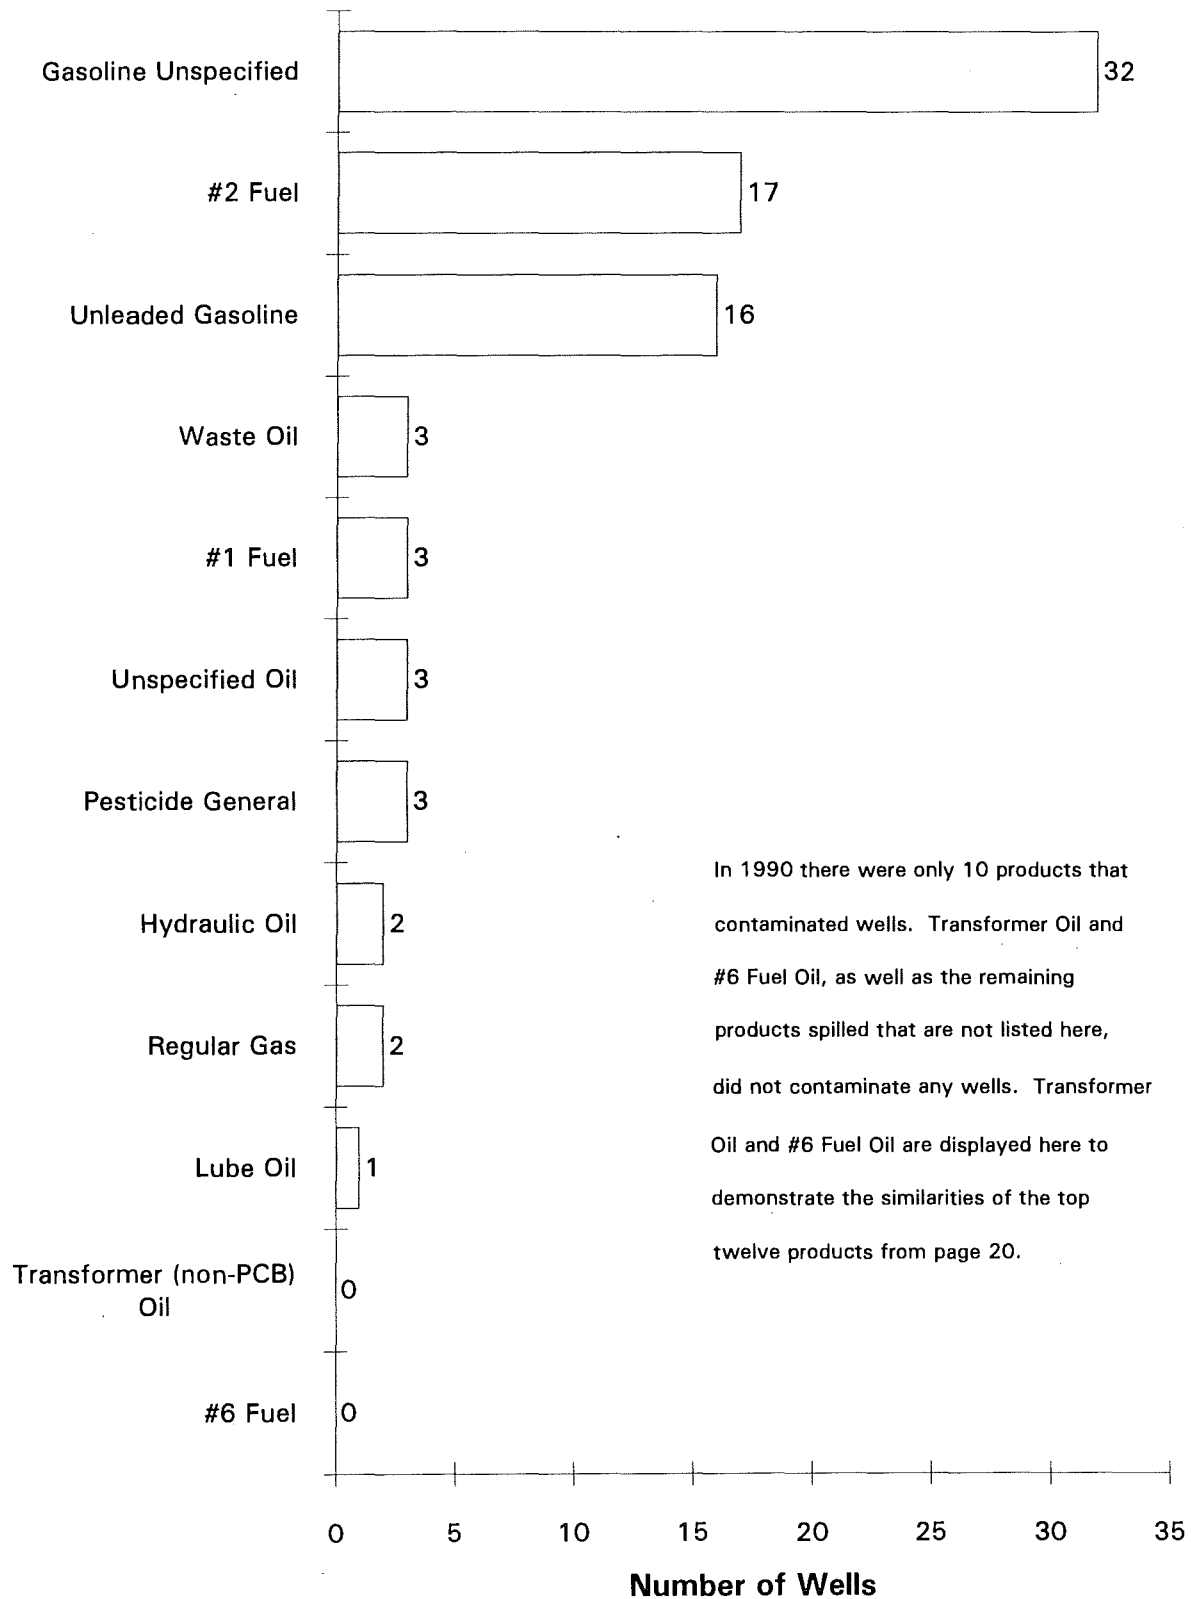 Gasoline Unspecified
32
#2 Fuel
17
Unleaded Gasoline
16
Waste Oil
3
#1 Fuel
3
Unspecified Oil
3
Pesticide General
3
Hydraulic Oil
2
Regular Gas
2
Lube Oil
1
Transformer (non-PCB)
Oil
0
#6 Fuel
0
In 1990 there were only 10 products that
contaminated wells. Transformer Oil and
#6 Fuel Oil, as well as the remaining
products spilled that are not listed here,
did not contaminate any wells. Transformer
Oil and #6 Fuel Oil are displayed here to
demonstrate the similarities of the top
twelve products from page 20.
0 5 10 15 20 25 30 35
Number of Wells